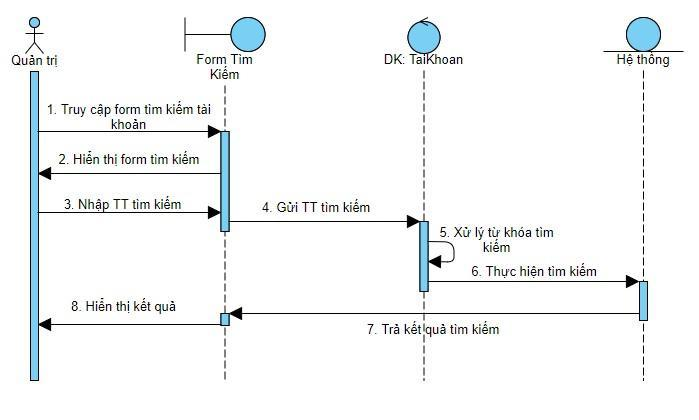 Quản trị
Form Tìm
Kiếm
DK: TaiKhoan
Hệ thông
1. Truy cập form tìm kiếm tài
khoản
2. Hiển thị form tìm kiếm
3. Nhập TT tìm kiếm
4. Gửi TT tìm kiếm
5. Xử lý từ khóa tìm
kiếm
6. Thực hiện tìm kiếm
7. Trả kết quả tìm kiếm
8. Hiển thị kết quả